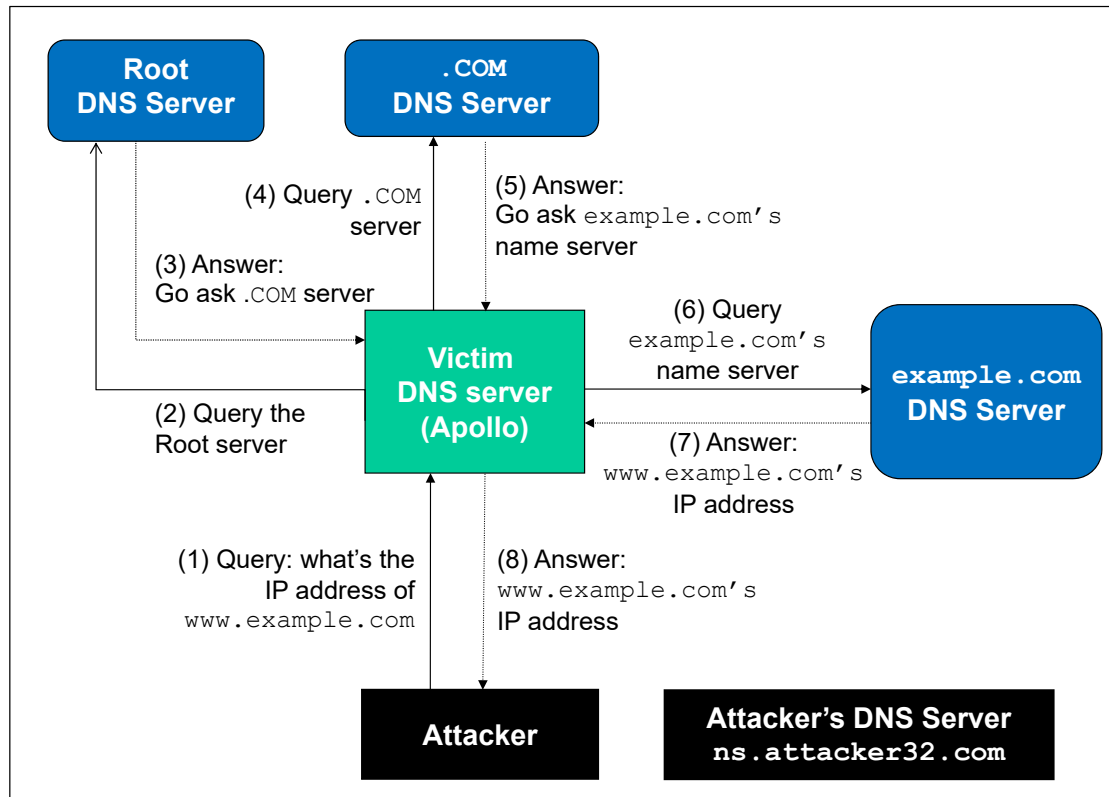 Root
DNS Server
.COM
DNS Server
(4) Query .COM
server
(5) Answer:
Go ask example.com’s
name server
(3) Answer:
Go ask .COM server
(6) Query
example.com’s
name server
Victim
DNS server
(Apollo)
example.com
DNS Server
(2) Query the
Root server
(7) Answer:
www.example.com’s
IP address
(1) Query: what’s the
IP address of
www.example.com
(8) Answer:
www.example.com’s
IP address
Attacker
Attacker’s DNS Server
ns.attacker32.com